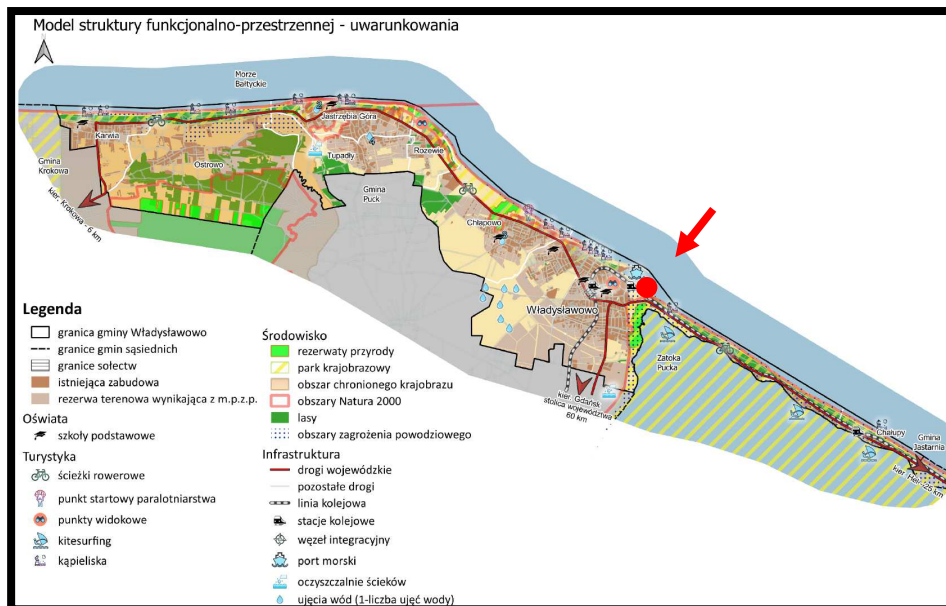 Model struktury funkcjonalno-przestrzennej - uwarunkowania
Morze
Bałtyckie
Jastrzębia Góra
Karwia
Rozewie
Tupadły
Ostrowo
Gmina
Krokowa
Gmina
Puck
kier. Krokowa - 6 km
Chłapowo
Władysławowo
Zatoka
Pucka
kier. Gdańsk
stolica województwa
60 km
Chałupy
Gmina
Jastarnia
kier. Hel - 25 km
Legenda
granica gminy Władysławowo
granice gmin sąsiednich
granice sołectw
istniejąca zabudowa
rezerwa terenowa wynikająca z m.p.z.p.
Oświata
szkoły podstawowe
Turystyka
ścieżki rowerowe
punkt startowy paralotniarstwa
punkty widokowe
kitesurfing
kąpieliska
Środowisko
rezerwaty przyrody
park krajobrazowy
obszar chronionego krajobrazu
obszary Natura 2000
lasy
obszary zagrożenia powodziowego
Infrastruktura
drogi wojewódzkie
pozostałe drogi
linia kolejowa
stacje kolejowe
węzeł integracyjny
port morski
oczyszczalnie ścieków
ujęcia wód (1-liczba ujęć wody)